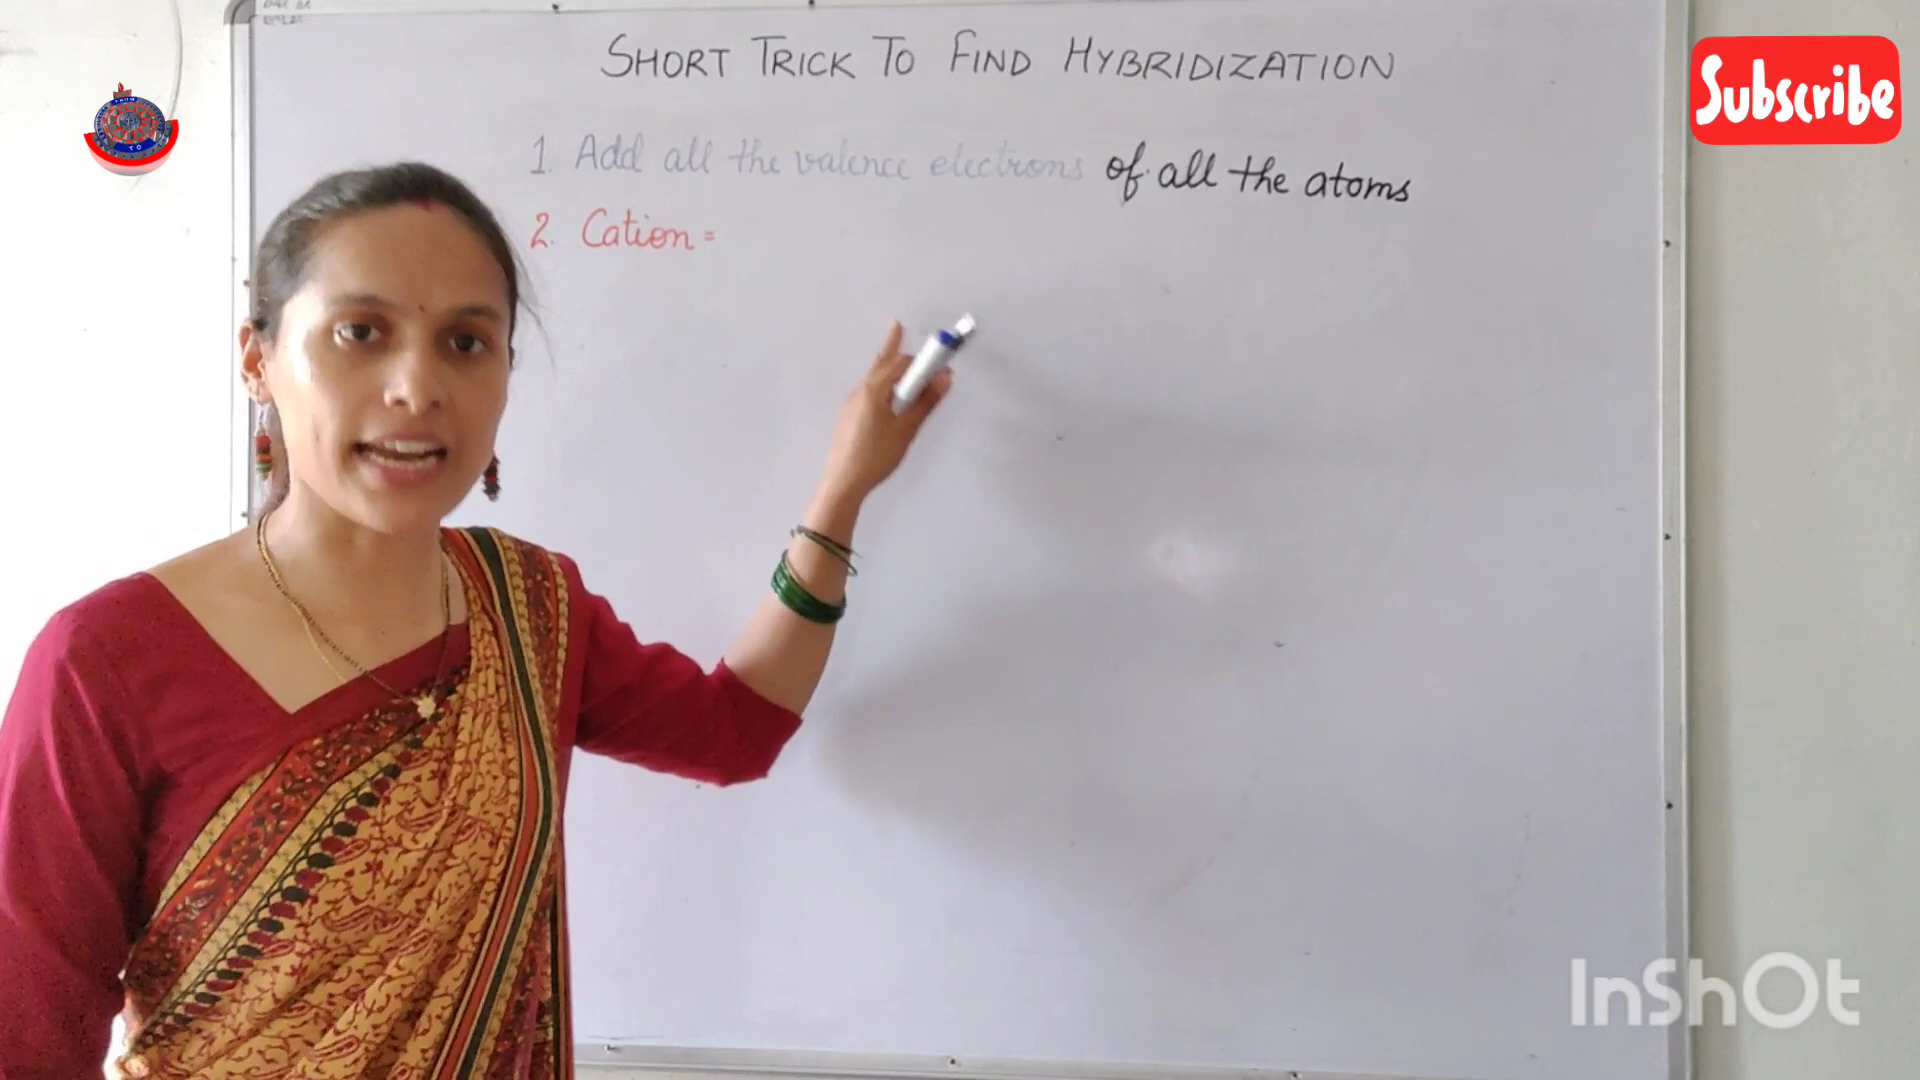 SHORT TRICK TO FIND HYBRIDIZATION
Subscribe
1. Add all the valence electrons of all the atoms
2. Cation =
InShOt